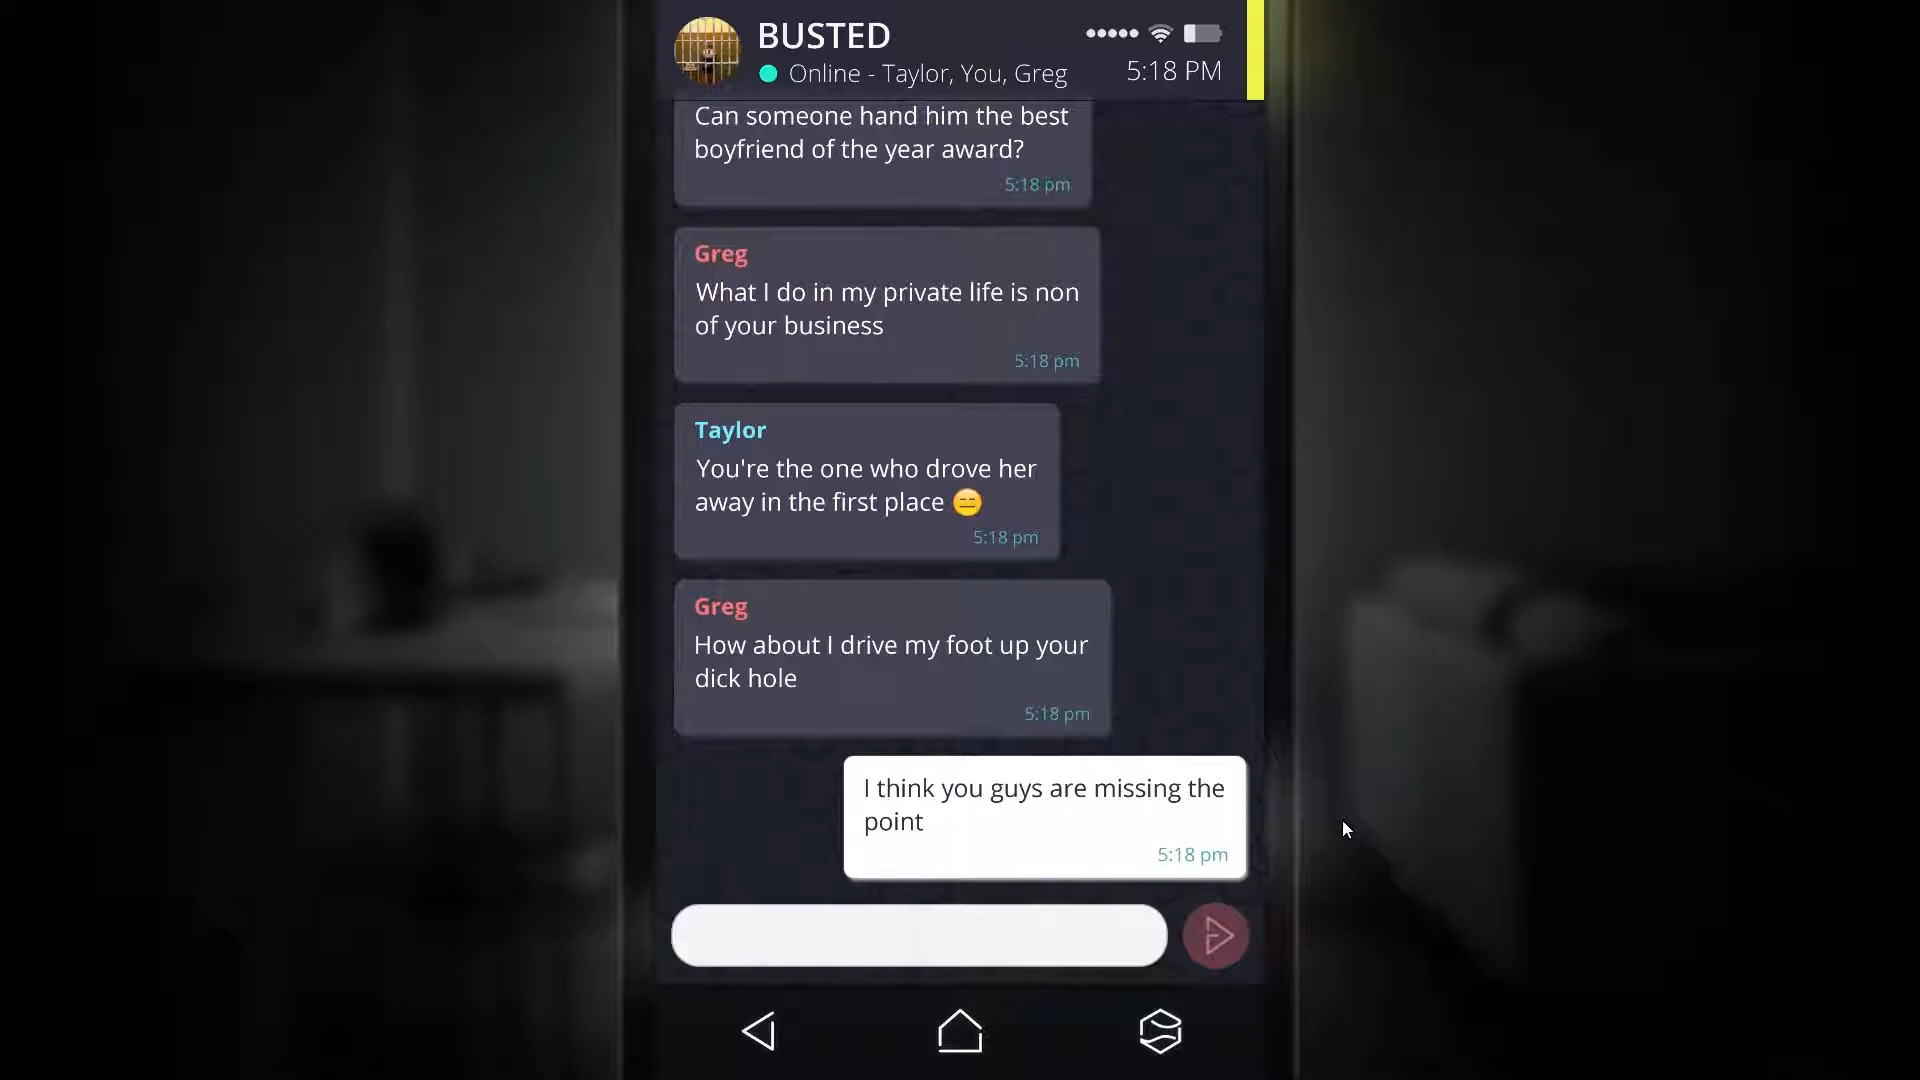 BUSTED
Online - Taylor, You, Greg
5:18 PM
Can someone hand him the best
boyfriend of the year award?
5:18 pm
Greg
What I do in my private life is non
of your business
5:18 pm
Taylor
You're the one who drove her
away in the first place 😑
5:18 pm
Greg
How about I drive my foot up your
dick hole
5:18 pm
I think you guys are missing the
point
5:18 pm